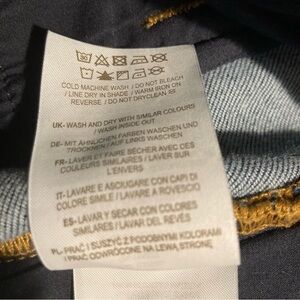 COLD MACHINE WASH / DO NOT BLEACH
/ LINE DRY IN SHADE / WARM IRON ON
REVERSE / DO NOT DRYCLEAN
UK- WASH AND DRY WITH SIMILAR COLOURS
/ WASH INSIDE OUT
DE- MIT ÄHNLICHEN FARBEN WASCHEN UND
TROCKNEN / AUF LINKS WASCHEN
FR- LAVER ET FAIRE SÉCHER AVEC DES
COULEURS SIMILAIRES / LAVER SUR
L'ENVERS
IT- LAVARE E ASCIUGARE CON CAPI DI
COLORE SIMILE / LAVARE A ROVESCIO
ES- LAVAR Y SECAR CON COLORES
SIMILARES / LAVAR DEL REVÉS
PL- PRAĆ I SUSZYĆ Z PODOBNYMI KOLORAMI
/ PRAĆ ODWRÓCONE NA LEWĄ STRONĘ